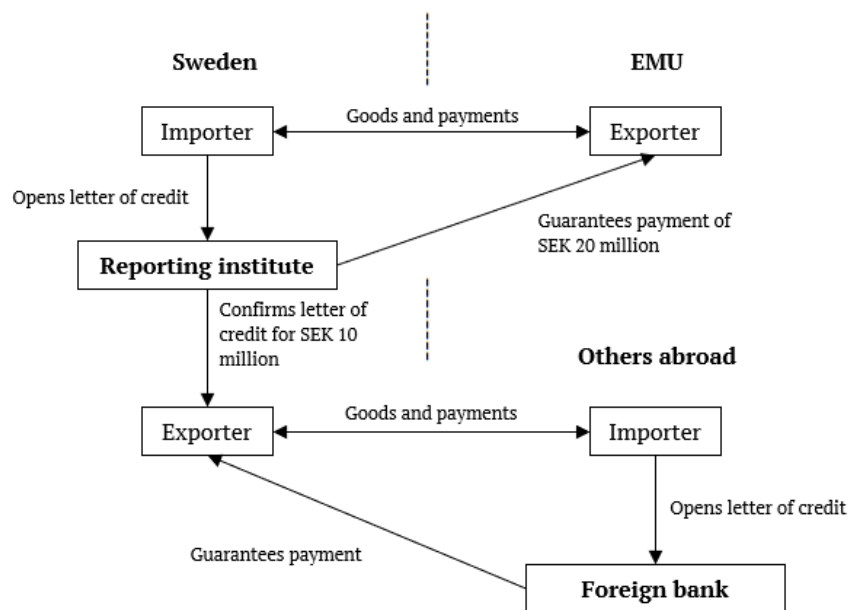 Sweden
EMU
Importer
Goods and payments
Exporter
Opens letter of credit
Guarantees payment of
SEK 20 million
Reporting institute
Confirms letter of
credit for SEK 10
million
Others abroad
Exporter
Goods and payments
Importer
Opens letter of credit
Guarantees payment
Foreign bank